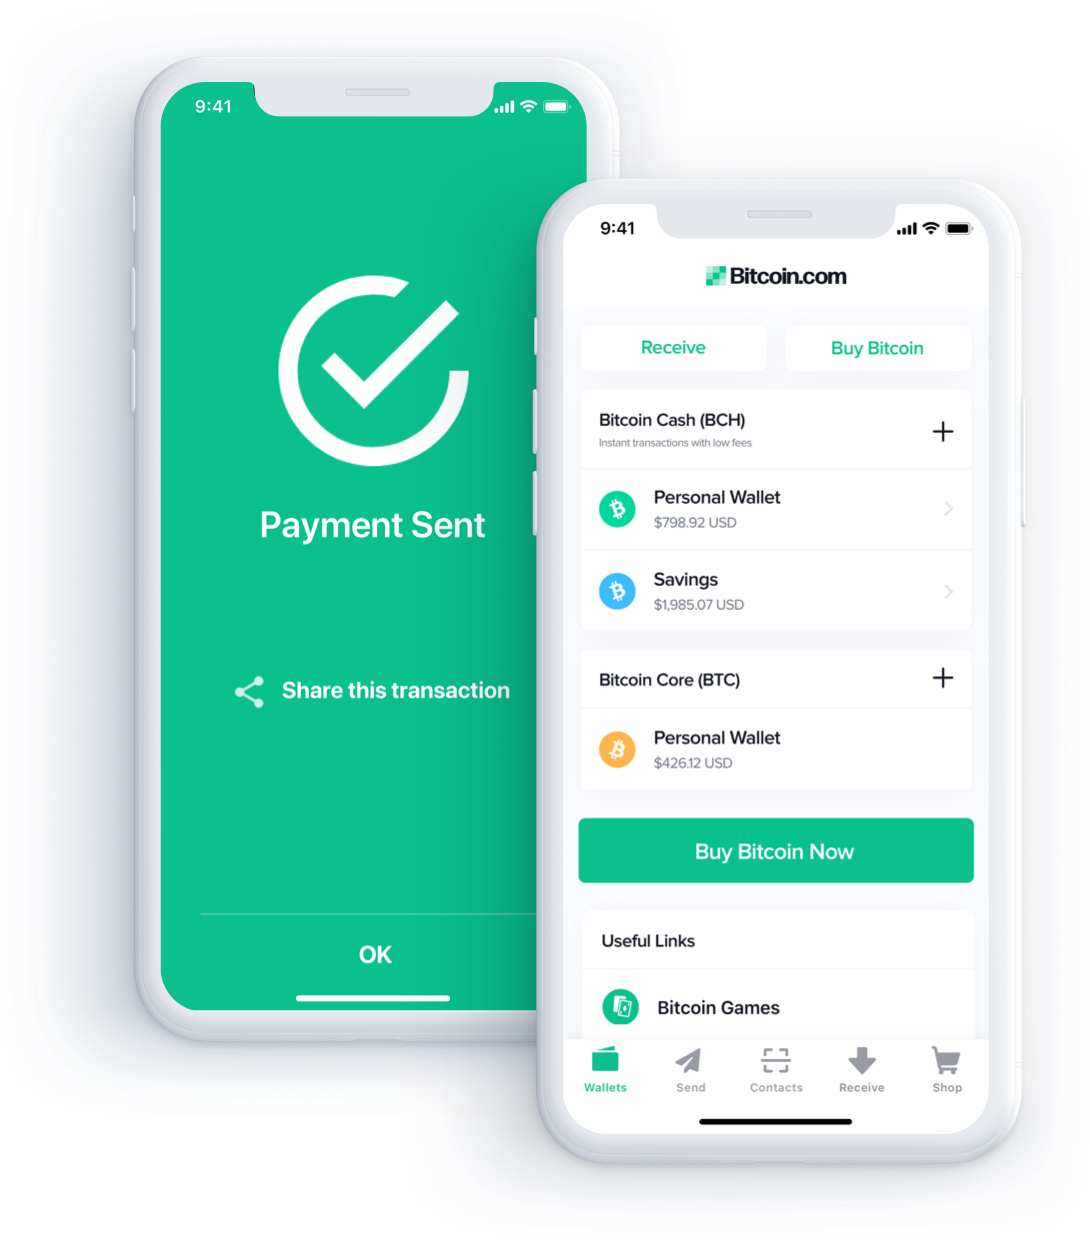 9:41
Payment Sent
Share this transaction
OK
9:41
Bitcoin.com
Receive
Buy Bitcoin
Bitcoin Cash (BCH)
Instant transactions with low fees
Personal Wallet
$798.92 USD
Savings
$1,985.07 USD
Bitcoin Core (BTC)
Personal Wallet
$426.12 USD
Buy Bitcoin Now
Useful Links
Bitcoin Games
Wallets
Send
Contacts
Receive
Shop